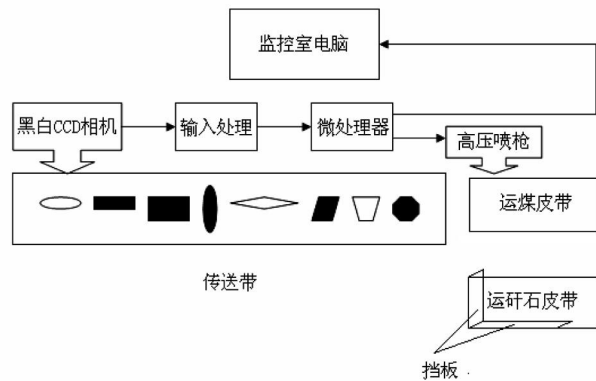 监控室电脑
黑白CCD相机
输入处理
微处理器
高压喷枪
运煤皮带
传送带
运矸石皮带
挡板